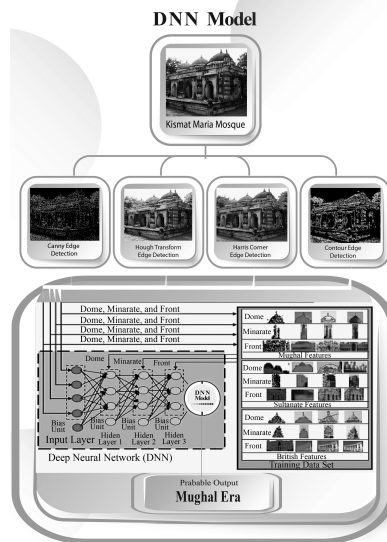 DNN Model
Kismat Maria Mosque
Canny Edge
Detection
Hough Transform
Edge Detection
Harris Corner
Edge Detection
Contour Edge
Detection
Dome, Minarate, and Front
Dome, Minarate, and Front
Dome, Minarate, and Front
Dome, Minarate, and Front
Dome
Minarate
Front
DNN
Model
Bias
Unit
Bias
Unit
Bias
Unit
Bias
Unit
Input Layer
Hiden
Layer 1
Hiden
Layer 2
Hiden
Layer 3
Deep Neural Network (DNN)
Dome
Minarate
Front
Mughal Features
Dome
Minarate
Front
Sultanate Features
Dome
Minarate
Front
British Features
Training Data Set
Prabable Output
Mughal Era